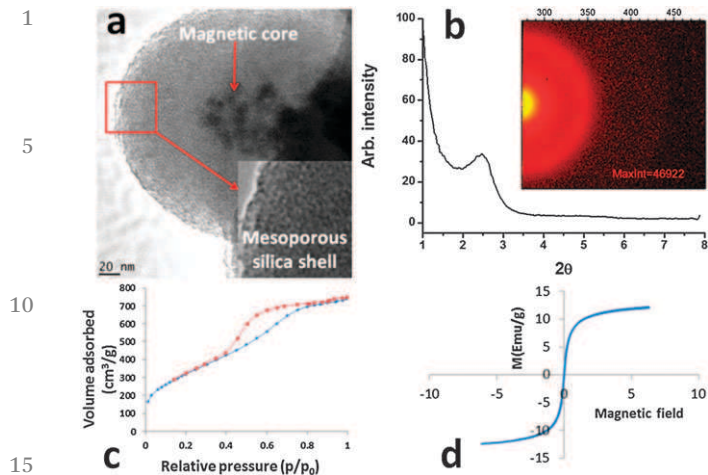 1
5
10
15
a
Magnetic core
Mesoporous
silica shell
20 nm
b
Arb. intensity
100
80
60
40
20
0
1 2 3 4 5 6 7 8
2θ
300 350 400 450
MaxInt=46922
Volume adsorbed
(cm³/g)
800
700
600
500
400
300
200
100
0
0 0.2 0.4 0.6 0.8 1
c
Relative pressure (p/p₀)
M(Emu/g)
15
10
5
0
-5
-10
-15
-10 -5 0 5 10
Magnetic field
d